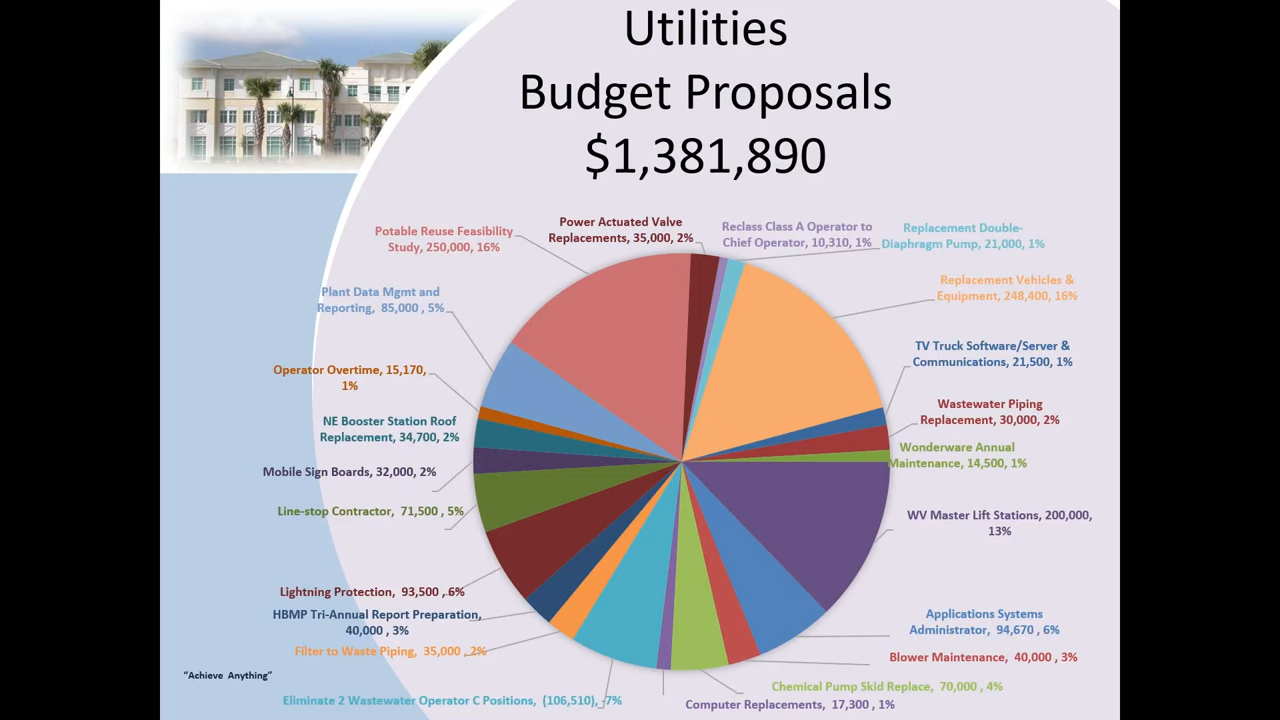 Utilities
Budget Proposals
$1,381,890
Potable Reuse Feasibility
Study, 250,000, 16%
Power Actuated Valve
Replacements, 35,000, 2%
Reclass Class A Operator to
Chief Operator, 10,310, 1%
Replacement Double-
Diaphragm Pump, 21,000, 1%
Replacement Vehicles &
Equipment, 248,400, 16%
Plant Data Mgmt and
Reporting, 85,000 , 5%
TV Truck Software/Server &
Communications, 21,500, 1%
Operator Overtime, 15,170,
1%
Wastewater Piping
Replacement, 30,000, 2%
NE Booster Station Roof
Replacement, 34,700, 2%
Wonderware Annual
Maintenance, 14,500, 1%
Mobile Sign Boards, 32,000, 2%
Line-stop Contractor, 71,500 , 5%
WV Master Lift Stations, 200,000,
13%
Lightning Protection, 93,500 , 6%
HBMP Tri-Annual Report Preparation,
40,000 , 3%
Applications Systems
Administrator, 94,670 , 6%
Filter to Waste Piping, 35,000 , 2%
Blower Maintenance, 40,000 , 3%
"Achieve Anything"
Chemical Pump Skid Replace, 70,000 , 4%
Eliminate 2 Wastewater Operator C Positions, (106,510), -7%
Computer Replacements, 17,300 , 1%